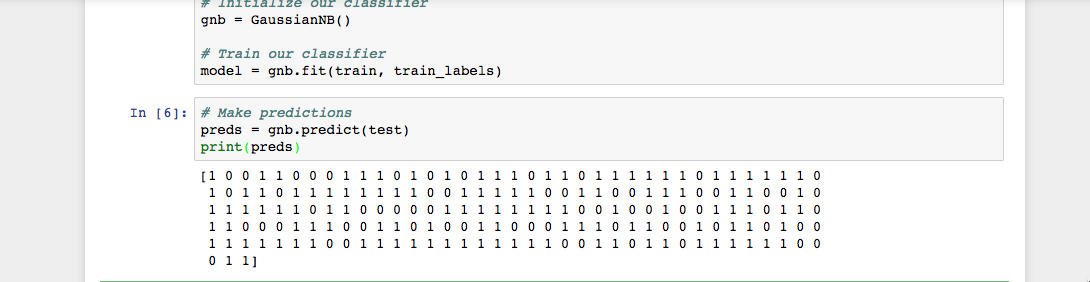 # Initialize our classifier
gnb = GaussianNB()
# Train our classifier
model = gnb.fit(train, train_labels)
In [6]: # Make predictions
preds = gnb.predict(test)
print(preds)
[1 0 0 1 1 0 0 0 1 1 1 0 1 0 1 0 1 1 1 0 1 1 0 1 1 1 1 1 1 0 1 1 1 1 1 1 0
1 0 1 1 0 1 1 1 1 1 1 1 1 0 0 1 1 1 1 1 0 0 1 1 0 0 1 1 1 0 0 1 1 0 0 1 0
1 1 1 1 1 1 0 1 1 0 0 0 0 0 1 1 1 1 1 1 1 1 0 0 1 0 0 1 0 0 1 1 1 0 1 1 0
1 1 0 0 0 1 1 1 0 0 1 1 0 1 0 0 1 1 0 0 0 1 1 1 0 1 1 0 0 1 0 1 1 0 1 0 0
1 1 1 1 1 1 1 0 0 1 1 1 1 1 1 1 1 1 1 1 1 0 0 1 1 0 1 1 0 1 1 1 1 1 1 0 0
0 1 1]